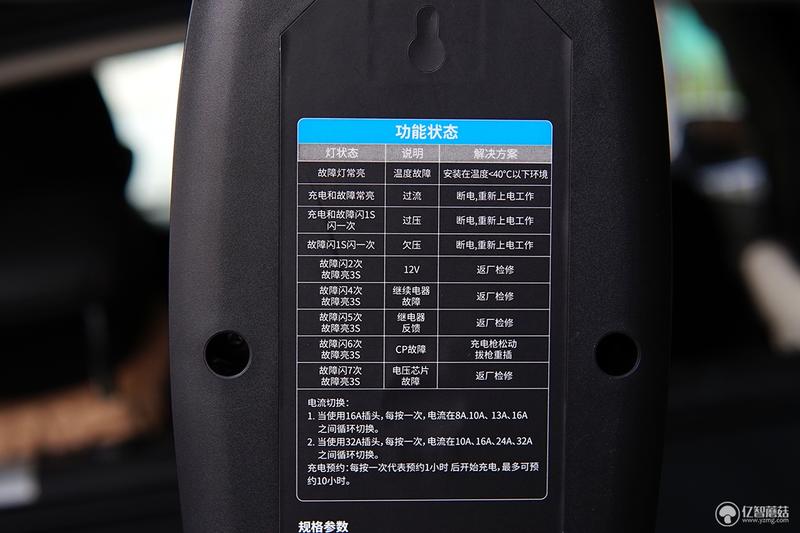 功能状态
灯状态 说明 解决方案
故障灯常亮 温度故障 安装在温度<40℃以下环境
充电和故障常亮 过流 断电,重新上电工作
充电和故障闪1S
闪一次 过压 断电,重新上电工作
故障闪1S闪一次 欠压 断电,重新上电工作
故障闪2次
故障亮3S 12V 返厂检修
故障闪4次
故障亮3S 继续电器
故障 返厂检修
故障闪5次
故障亮3S 继电器
反馈 返厂检修
故障闪6次
故障亮3S CP故障 充电枪松动
拔枪重插
故障闪7次
故障亮3S 电压芯片
故障 返厂检修
电流切换：
1. 当使用16A插头,每按一次,电流在8A.10A、13A、16A
之间循环切换。
2. 当使用32A插头,每按一次,电流在10A、16A、24A、32A
之间循环切换。
充电预约：每按一次代表预约1小时 后开始充电,最多可预
约10小时。
规格参数
亿智蘑菇
www.yzmg.com